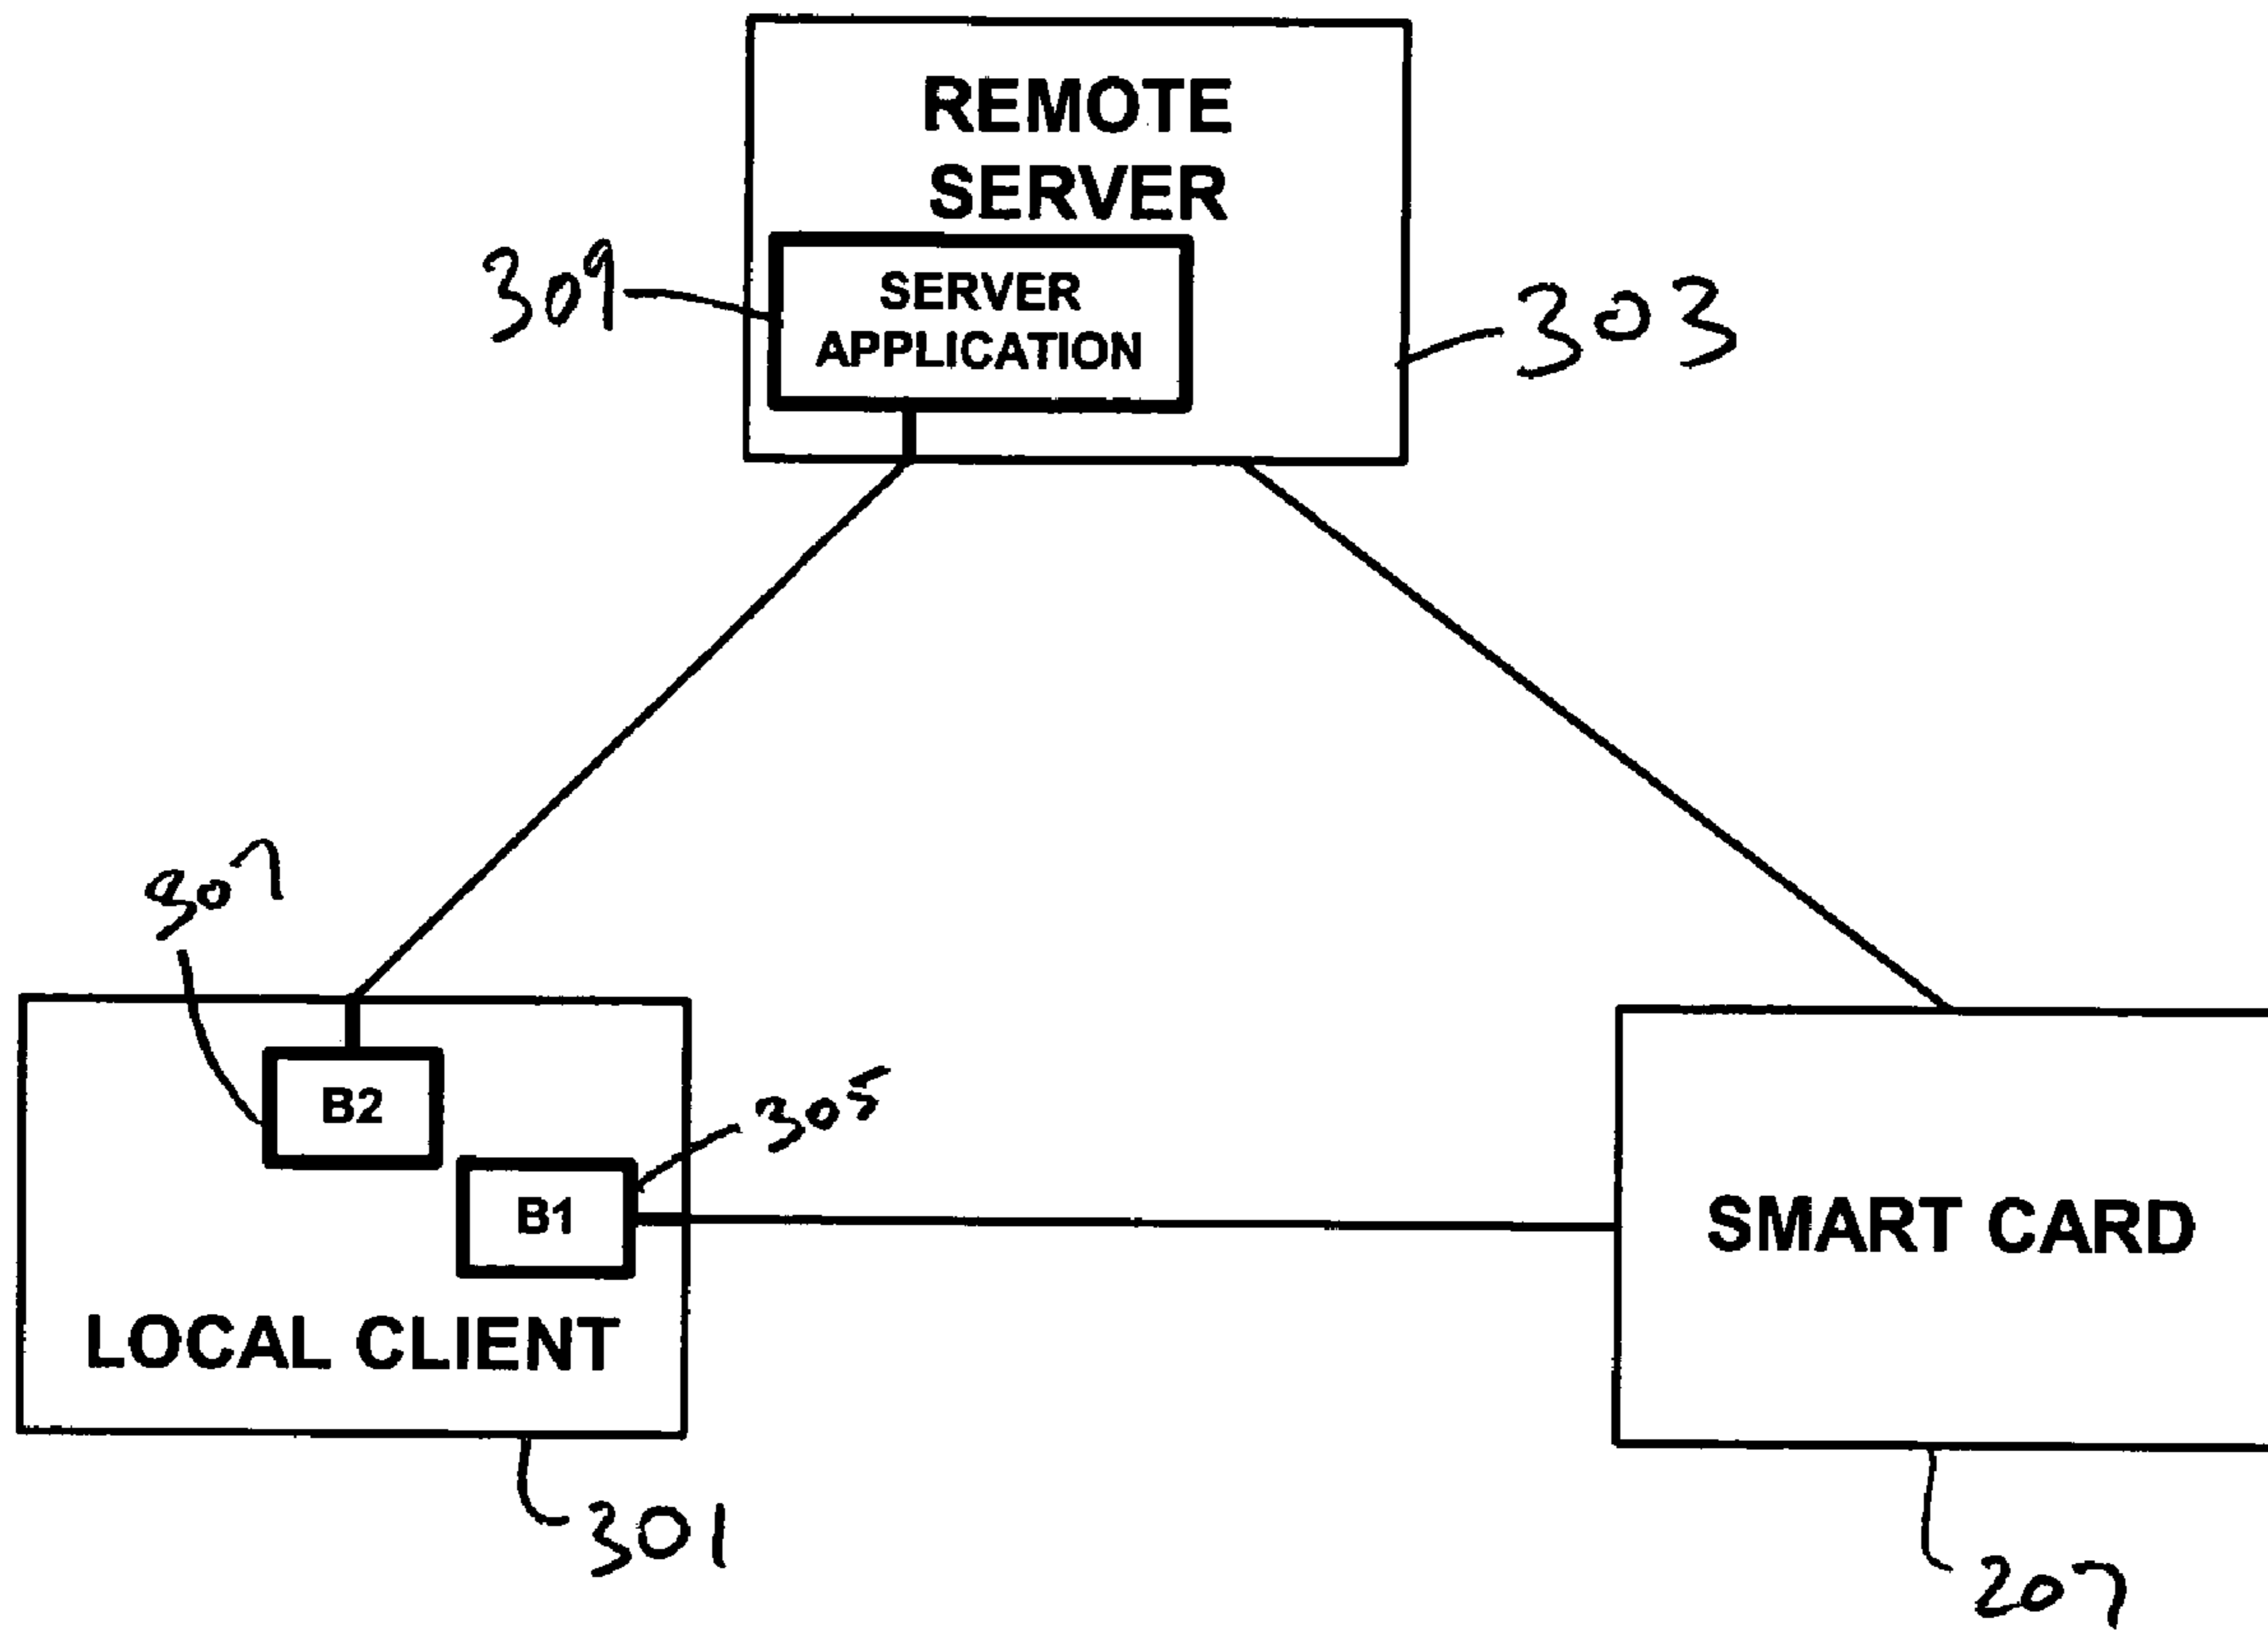 REMOTE
SERVER
309
SERVER
APPLICATION
303
307
B2
305
B1
LOCAL CLIENT
SMART CARD
301
207